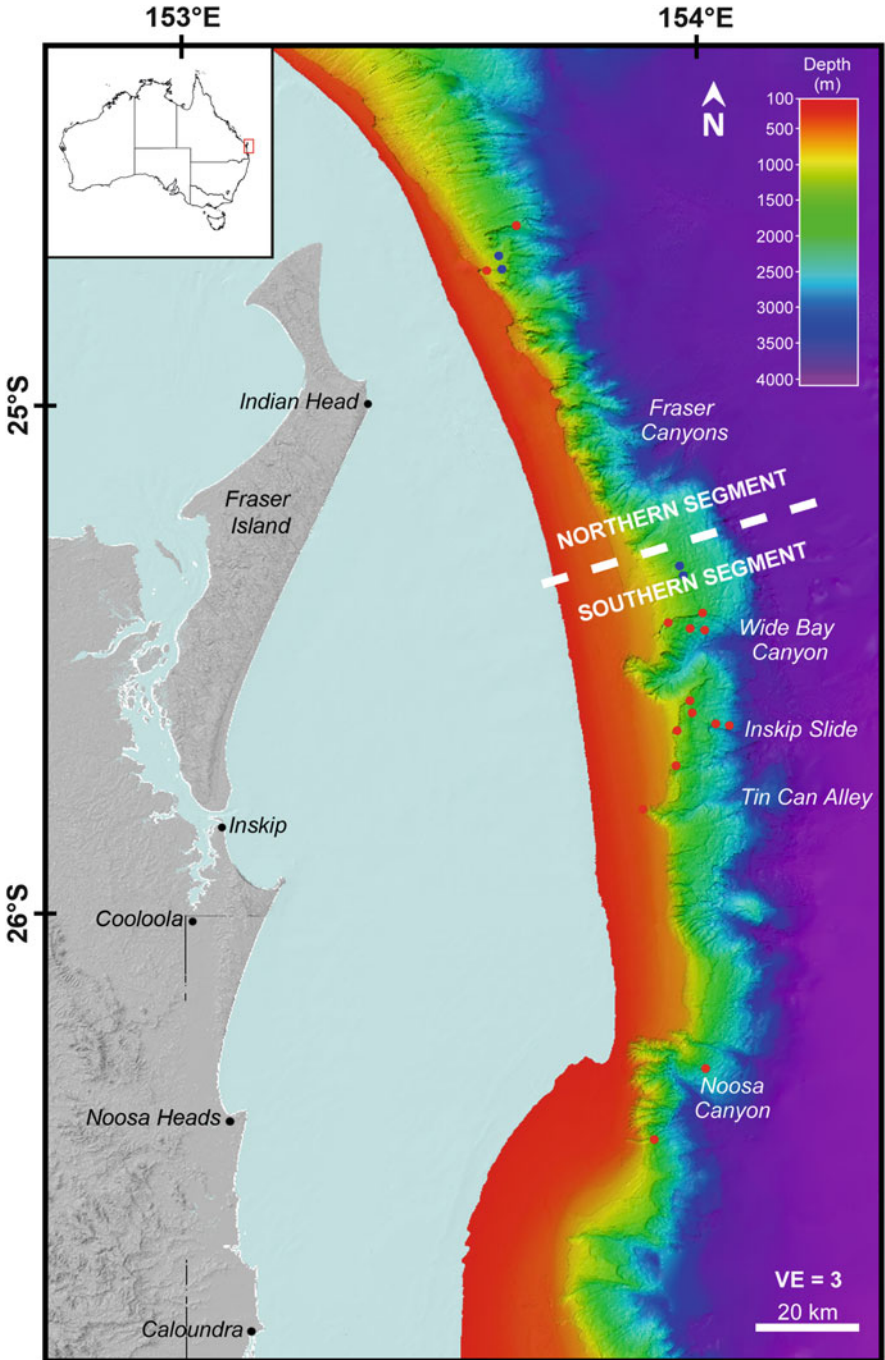 153°E
154°E
Depth
(m)
100
500
1000
1500
2000
2500
3000
3500
4000
N
25°S
Indian Head
Fraser
Canyons
Fraser
Island
NORTHERN SEGMENT
SOUTHERN SEGMENT
Wide Bay
Canyon
Inskip Slide
Tin Can Alley
Inskip
26°S
Cooloola
Noosa
Canyon
Noosa Heads
VE = 3
20 km
Caloundra